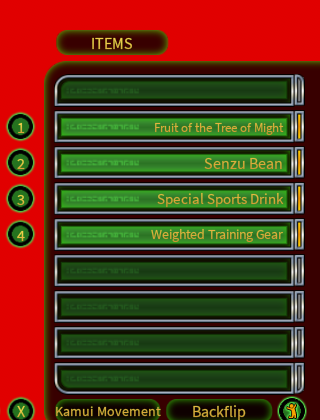 ITEMS
1 Fruit of the Tree of Might
2 Senzu Bean
3 Special Sports Drink
4 Weighted Training Gear
X Kamui Movement Backflip